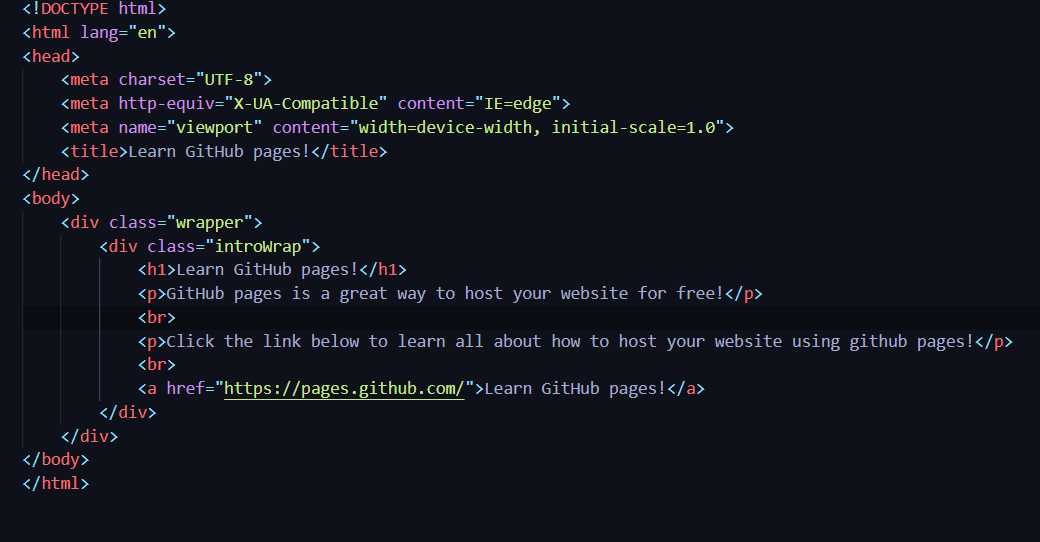 <!DOCTYPE html>
<html lang="en">
<head>
    <meta charset="UTF-8">
    <meta http-equiv="X-UA-Compatible" content="IE=edge">
    <meta name="viewport" content="width=device-width, initial-scale=1.0">
    <title>Learn GitHub pages!</title>
</head>
<body>
    <div class="wrapper">
        <div class="introWrap">
            <h1>Learn GitHub pages!</h1>
            <p>GitHub pages is a great way to host your website for free!</p>
            <br>
            <p>Click the link below to learn all about how to host your website using github pages!</p>
            <br>
            <a href="https://pages.github.com/">Learn GitHub pages!</a>
        </div>
    </div>
</body>
</html>